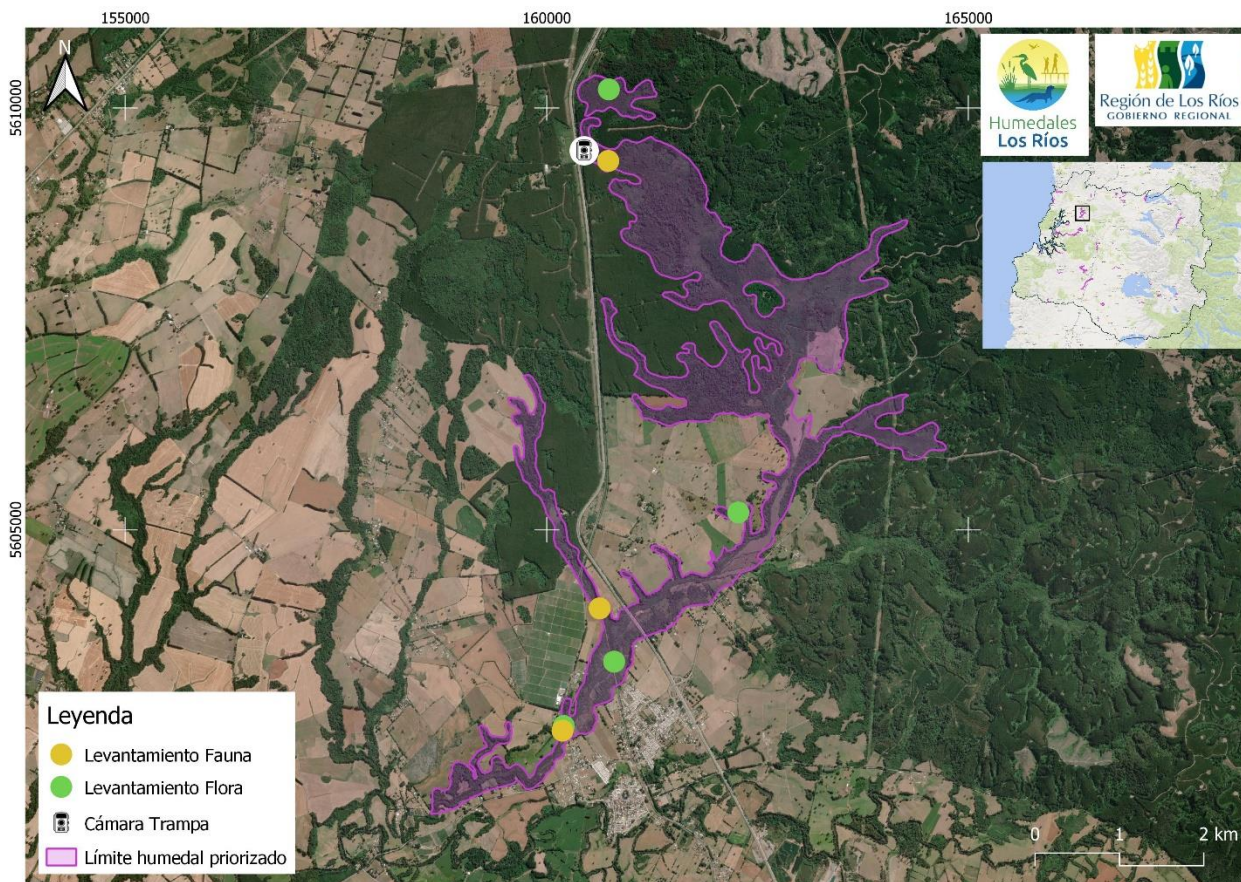 155000
160000
165000
N
5610000
5605000
Humedales
Los Ríos
Región de Los Ríos
GOBIERNO REGIONAL
Leyenda
Levantamiento Fauna
Levantamiento Flora
Cámara Trampa
Límite humedal priorizado
0 1 2 km